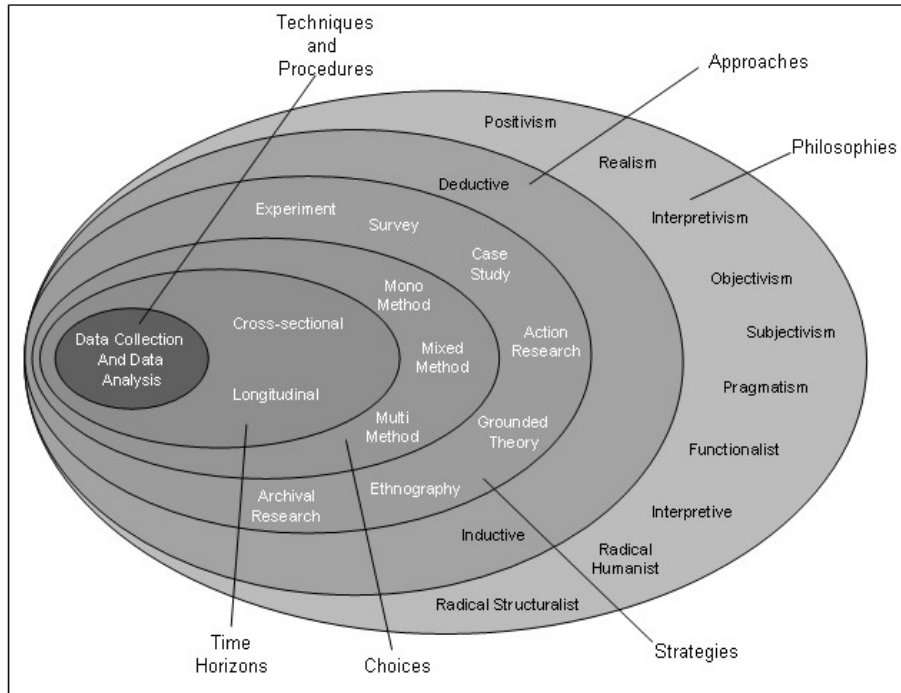 Techniques
and
Procedures
Approaches
Philosophies
Positivism
Realism
Deductive
Interpretivism
Experiment
Survey
Case
Study
Objectivism
Mono
Method
Cross-sectional
Subjectivism
Data Collection
And Data
Analysis
Mixed
Method
Action
Research
Pragmatism
Longitudinal
Multi
Method
Grounded
Theory
Functionalist
Archival
Research
Ethnography
Interpretive
Inductive
Radical
Humanist
Radical Structuralist
Time
Horizons
Choices
Strategies